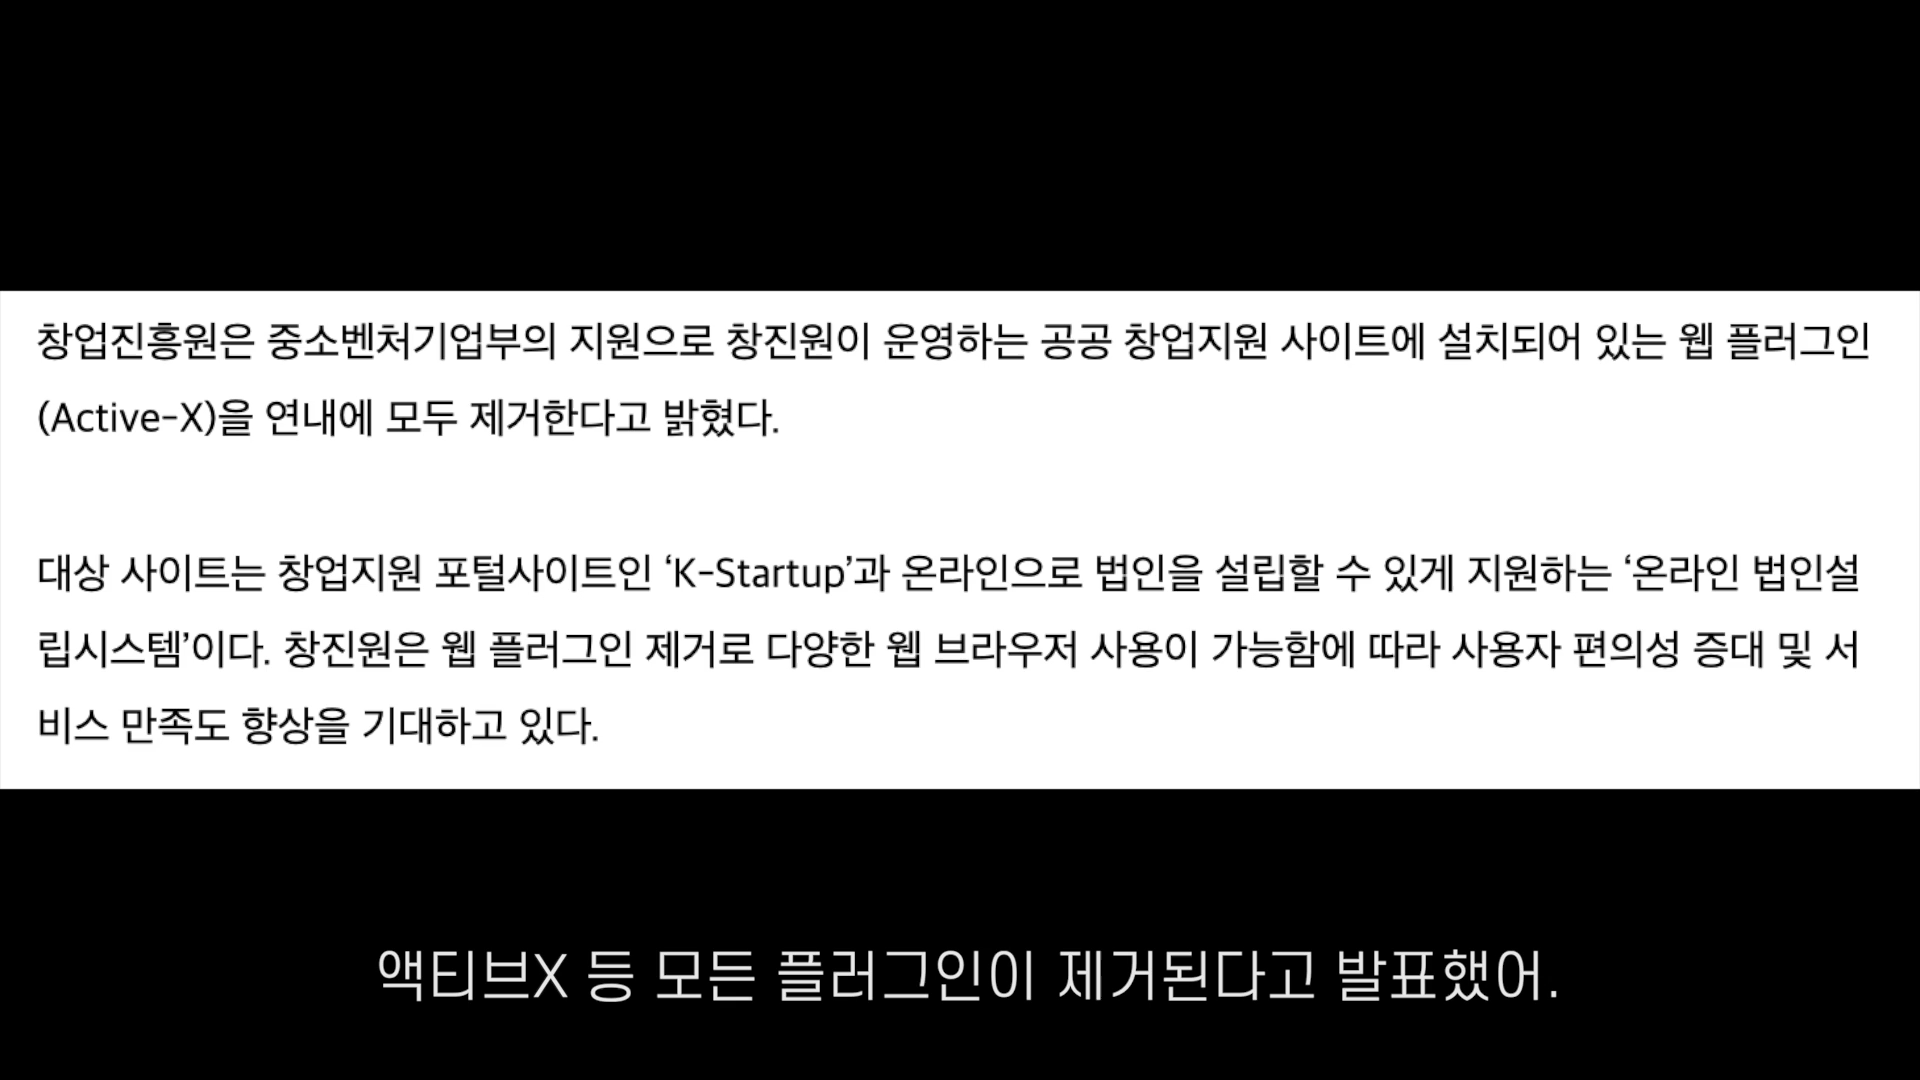 창업진흥원은 중소벤처기업부의 지원으로 창진원이 운영하는 공공 창업지원 사이트에 설치되어 있는 웹 플러그인
(Active-X)을 연내에 모두 제거한다고 밝혔다.
대상 사이트는 창업지원 포털사이트인 ‘K-Startup’과 온라인으로 법인을 설립할 수 있게 지원하는 ‘온라인 법인설
립시스템’이다. 창진원은 웹 플러그인 제거로 다양한 웹 브라우저 사용이 가능함에 따라 사용자 편의성 증대 및 서
비스 만족도 향상을 기대하고 있다.
액티브X 등 모든 플러그인이 제거된다고 발표했어.